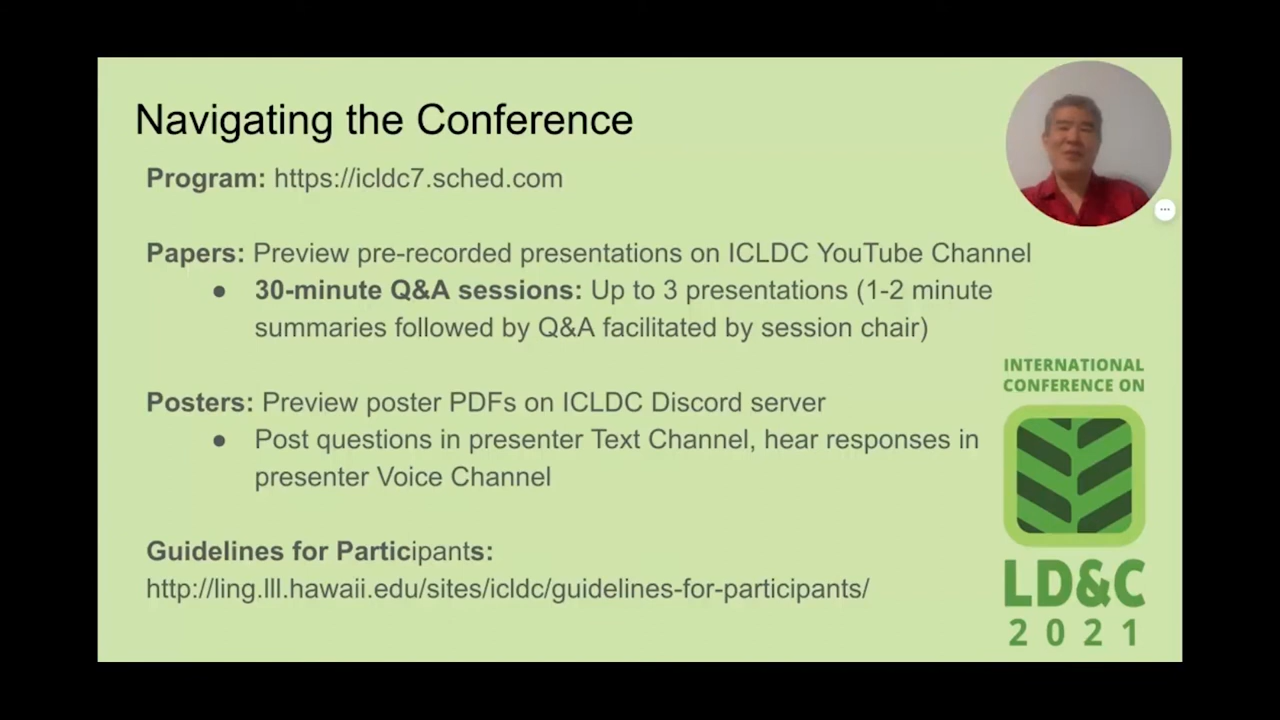 Navigating the Conference
Program: https://icldc7.sched.com
Papers: Preview pre-recorded presentations on ICLDC YouTube Channel
● 30-minute Q&A sessions: Up to 3 presentations (1-2 minute
summaries followed by Q&A facilitated by session chair)
Posters: Preview poster PDFs on ICLDC Discord server
● Post questions in presenter Text Channel, hear responses in
presenter Voice Channel
Guidelines for Participants:
http://ling.lll.hawaii.edu/sites/icldc/guidelines-for-participants/
INTERNATIONAL
CONFERENCE ON
LD&C
2021